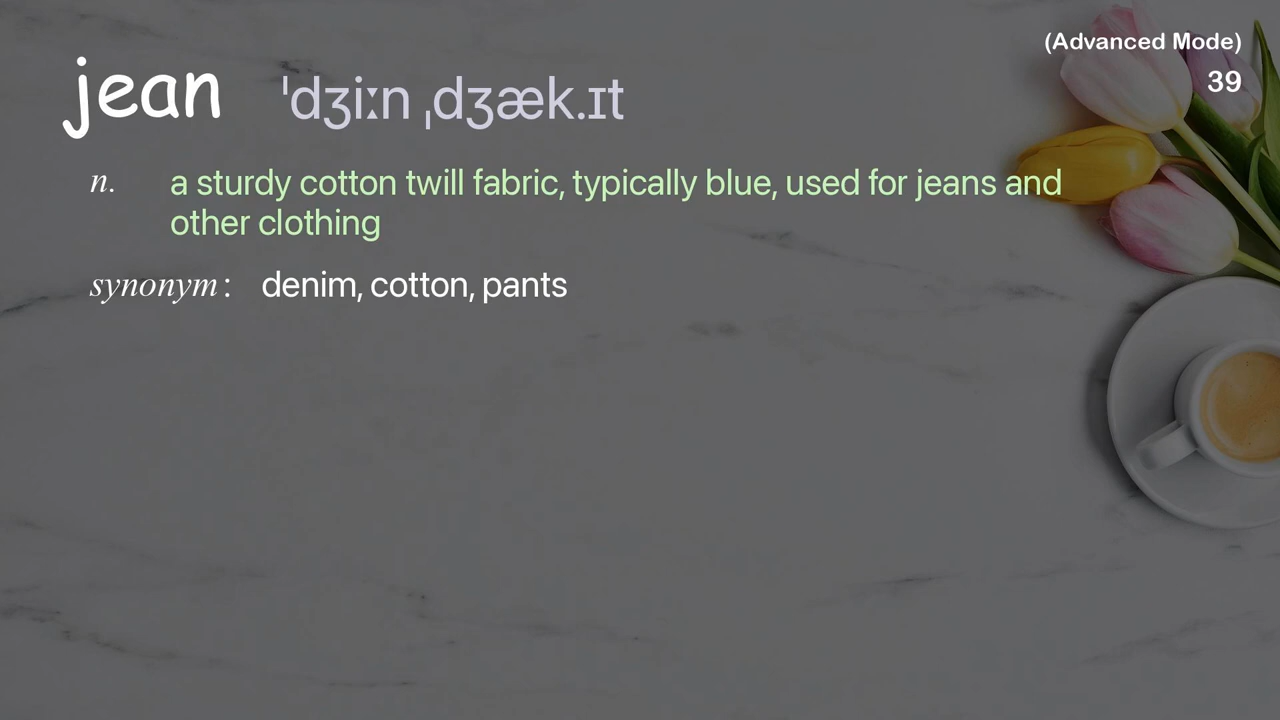 (Advanced Mode)
39
jean ˈdʒiːn ˌdʒæk.ɪt
n. a sturdy cotton twill fabric, typically blue, used for jeans and
other clothing
synonym: denim, cotton, pants